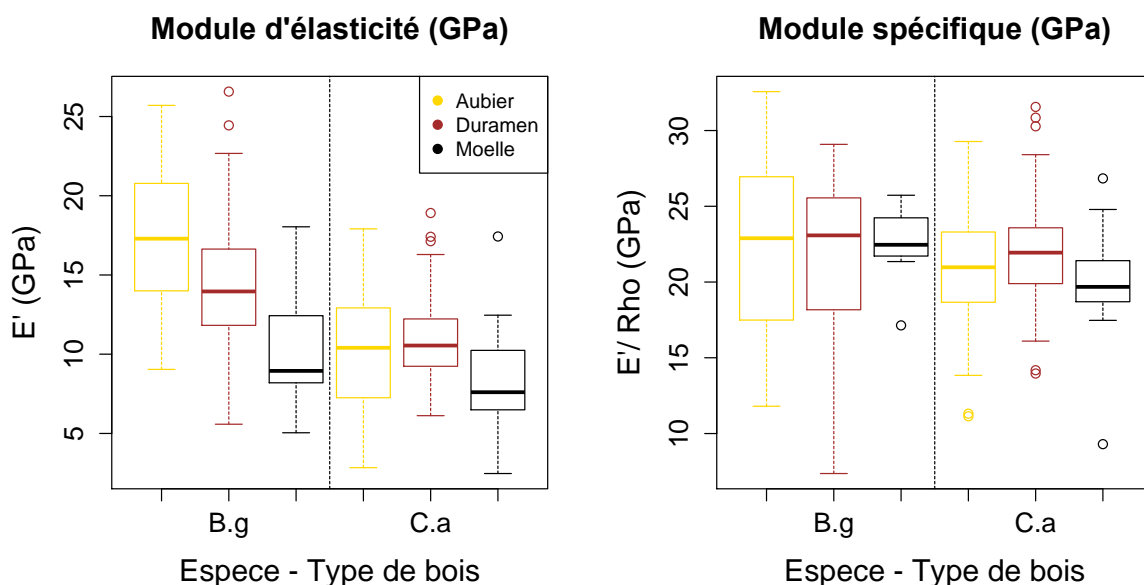 Module d'élasticité (GPa)
E' (GPa)
25
20
15
10
5
Aubier
Duramen
Moelle
B.g
C.a
Espece - Type de bois
Module spécifique (GPa)
E'/ Rho (GPa)
30
25
20
15
10
B.g
C.a
Espece - Type de bois